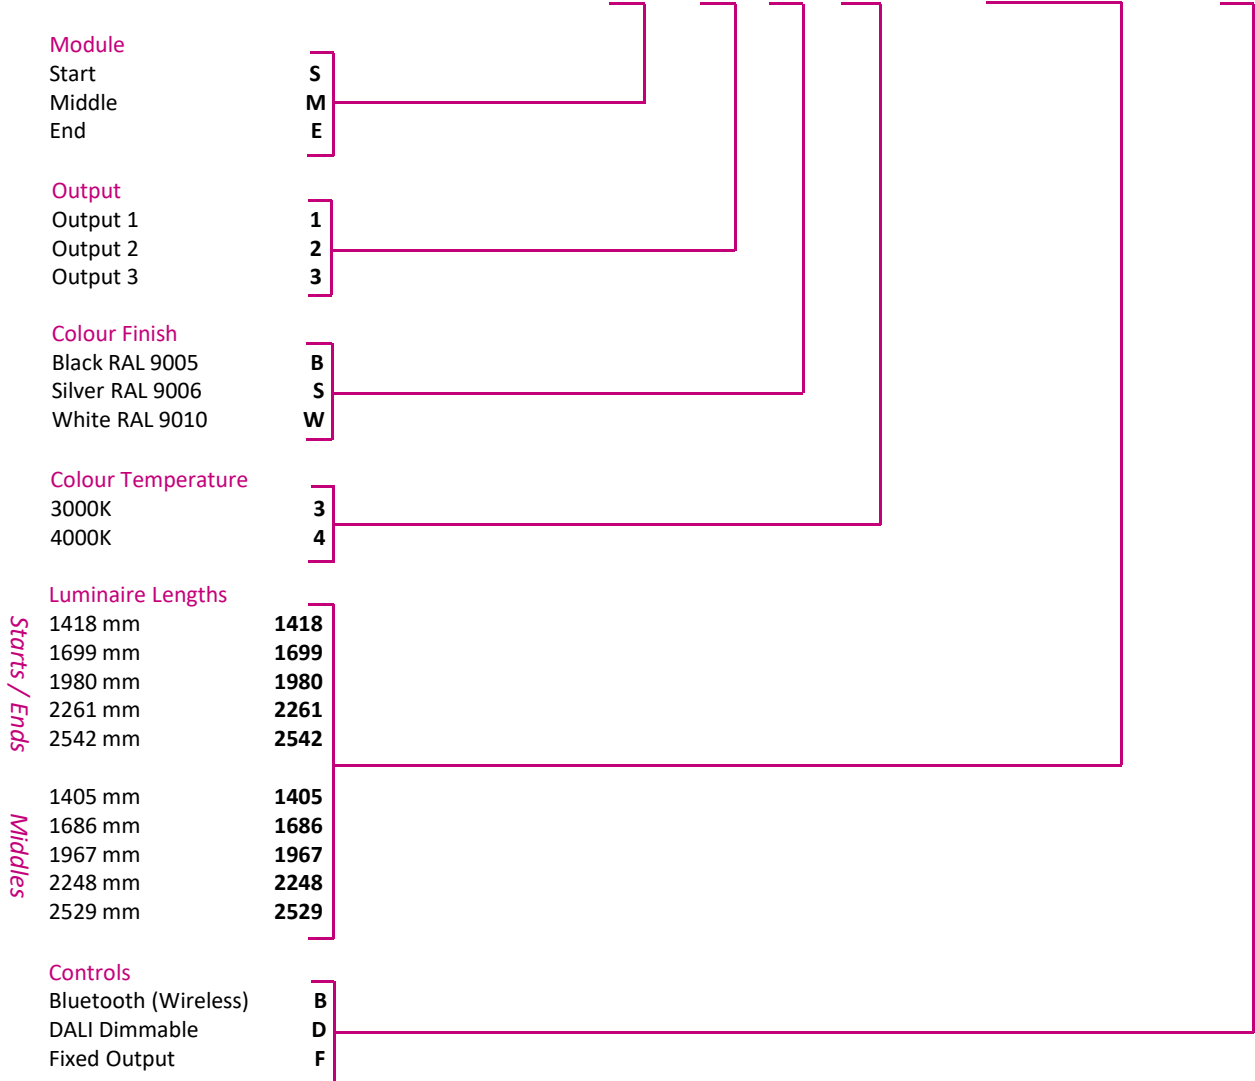 Module
Start S
Middle M
End E
Output
Output 1 1
Output 2 2
Output 3 3
Colour Finish
Black RAL 9005 B
Silver RAL 9006 S
White RAL 9010 W
Colour Temperature
3000K 3
4000K 4
Luminaire Lengths
Starts / Ends
1418 mm 1418
1699 mm 1699
1980 mm 1980
2261 mm 2261
2542 mm 2542
Middles
1405 mm 1405
1686 mm 1686
1967 mm 1967
2248 mm 2248
2529 mm 2529
Controls
Bluetooth (Wireless) B
DALI Dimmable D
Fixed Output F